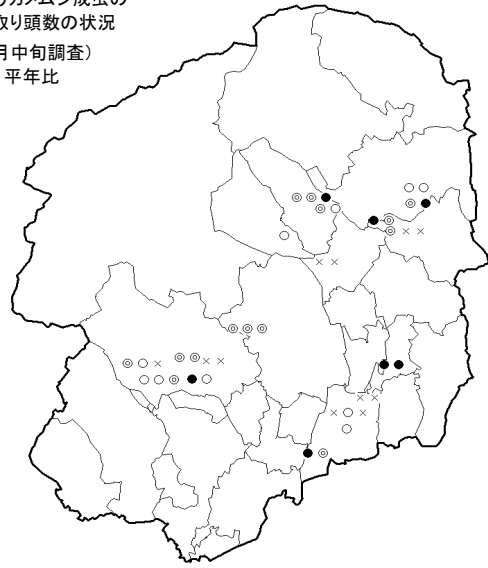 カメムシ成虫の
取り頭数の状況
月中旬調査）
平年比